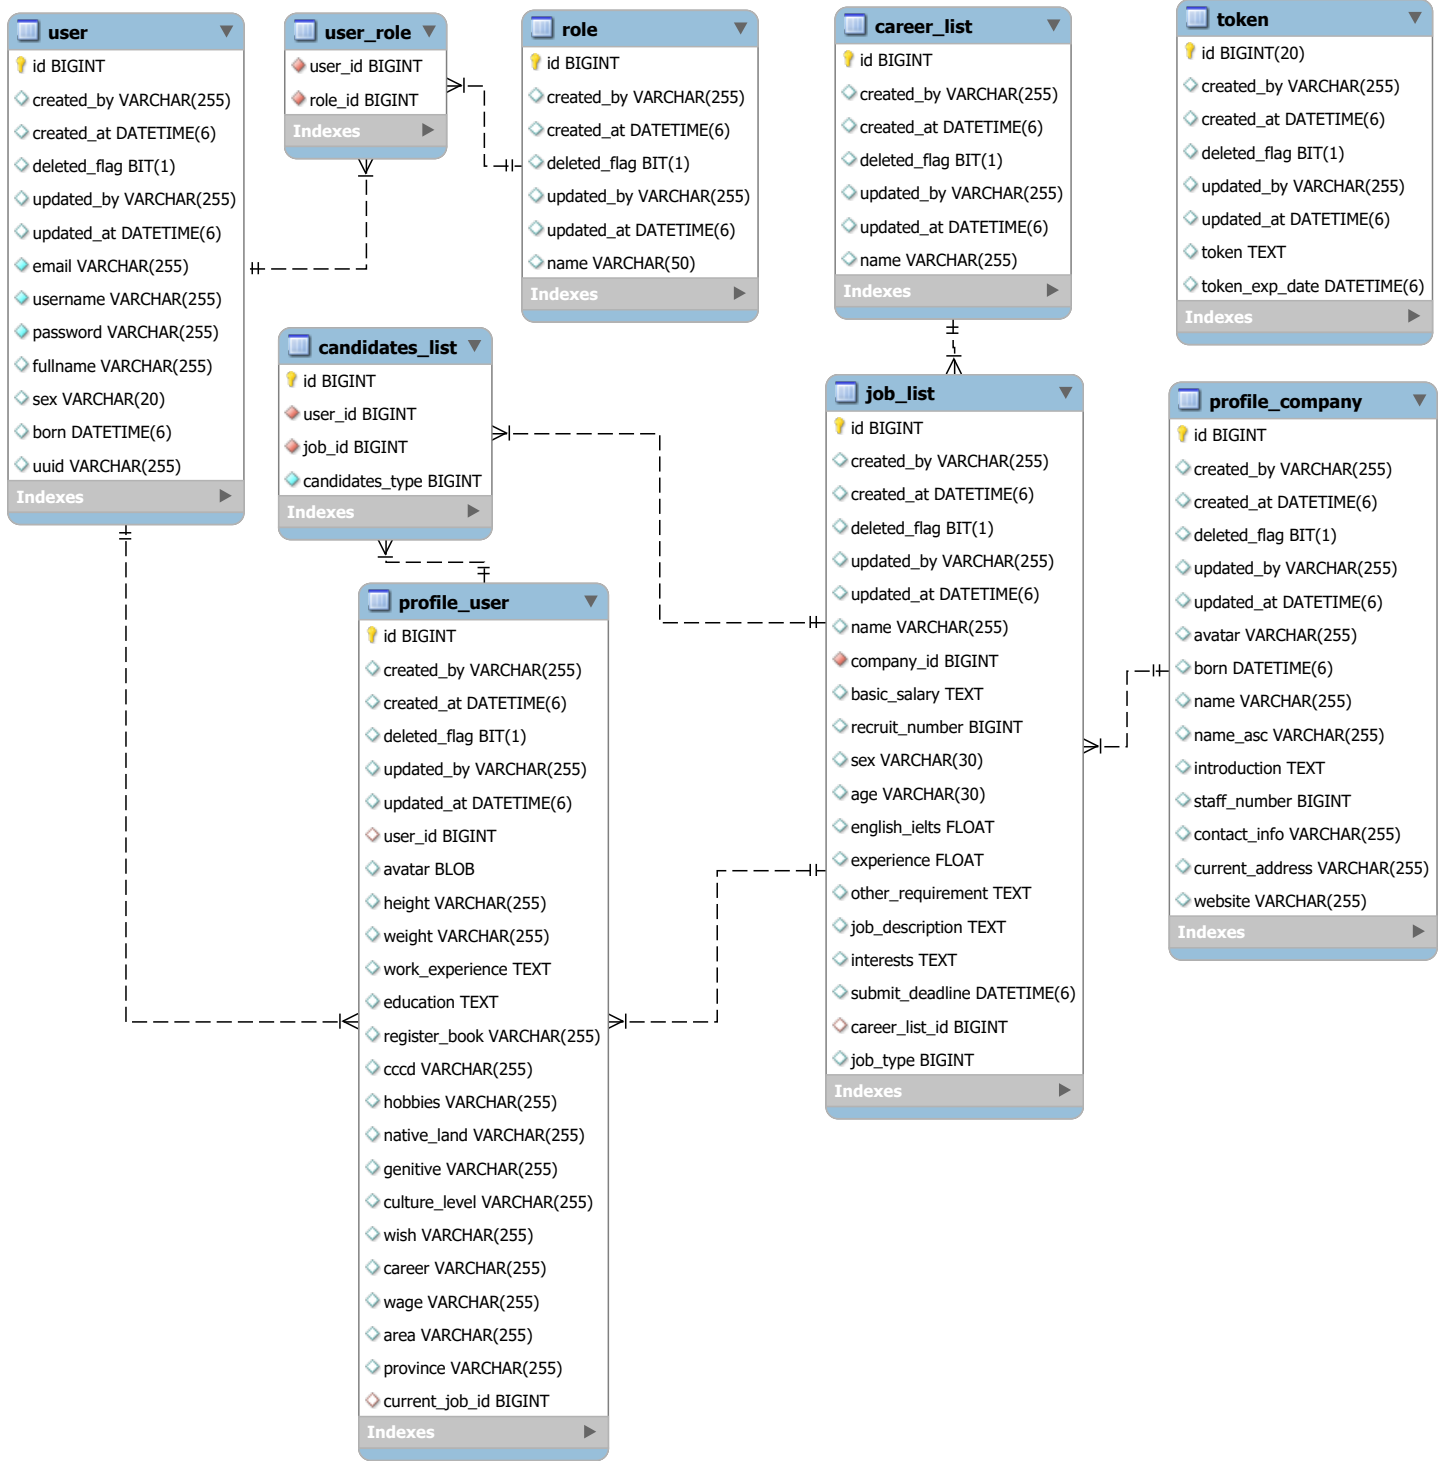 user
id BIGINT
created_by VARCHAR(255)
created_at DATETIME(6)
deleted_flag BIT(1)
updated_by VARCHAR(255)
updated_at DATETIME(6)
email VARCHAR(255)
username VARCHAR(255)
password VARCHAR(255)
fullname VARCHAR(255)
sex VARCHAR(20)
born DATETIME(6)
uuid VARCHAR(255)
Indexes
user_role
user_id BIGINT
role_id BIGINT
Indexes
role
id BIGINT
created_by VARCHAR(255)
created_at DATETIME(6)
deleted_flag BIT(1)
updated_by VARCHAR(255)
updated_at DATETIME(6)
name VARCHAR(50)
Indexes
career_list
id BIGINT
created_by VARCHAR(255)
created_at DATETIME(6)
deleted_flag BIT(1)
updated_by VARCHAR(255)
updated_at DATETIME(6)
name VARCHAR(255)
Indexes
token
id BIGINT(20)
created_by VARCHAR(255)
created_at DATETIME(6)
deleted_flag BIT(1)
updated_by VARCHAR(255)
updated_at DATETIME(6)
token TEXT
token_exp_date DATETIME(6)
Indexes
candidates_list
id BIGINT
user_id BIGINT
job_id BIGINT
candidates_type BIGINT
Indexes
profile_user
id BIGINT
created_by VARCHAR(255)
created_at DATETIME(6)
deleted_flag BIT(1)
updated_by VARCHAR(255)
updated_at DATETIME(6)
user_id BIGINT
avatar BLOB
height VARCHAR(255)
weight VARCHAR(255)
work_experience TEXT
education TEXT
register_book VARCHAR(255)
cccd VARCHAR(255)
hobbies VARCHAR(255)
native_land VARCHAR(255)
genitive VARCHAR(255)
culture_level VARCHAR(255)
wish VARCHAR(255)
career VARCHAR(255)
wage VARCHAR(255)
area VARCHAR(255)
province VARCHAR(255)
current_job_id BIGINT
Indexes
job_list
id BIGINT
created_by VARCHAR(255)
created_at DATETIME(6)
deleted_flag BIT(1)
updated_by VARCHAR(255)
updated_at DATETIME(6)
name VARCHAR(255)
company_id BIGINT
basic_salary TEXT
recruit_number BIGINT
sex VARCHAR(30)
age VARCHAR(30)
english_ielts FLOAT
experience FLOAT
other_requirement TEXT
job_description TEXT
interests TEXT
submit_deadline DATETIME(6)
career_list_id BIGINT
job_type BIGINT
Indexes
profile_company
id BIGINT
created_by VARCHAR(255)
created_at DATETIME(6)
deleted_flag BIT(1)
updated_by VARCHAR(255)
updated_at DATETIME(6)
avatar VARCHAR(255)
born DATETIME(6)
name VARCHAR(255)
name_asc VARCHAR(255)
introduction TEXT
staff_number BIGINT
contact_info VARCHAR(255)
current_address VARCHAR(255)
website VARCHAR(255)
Indexes